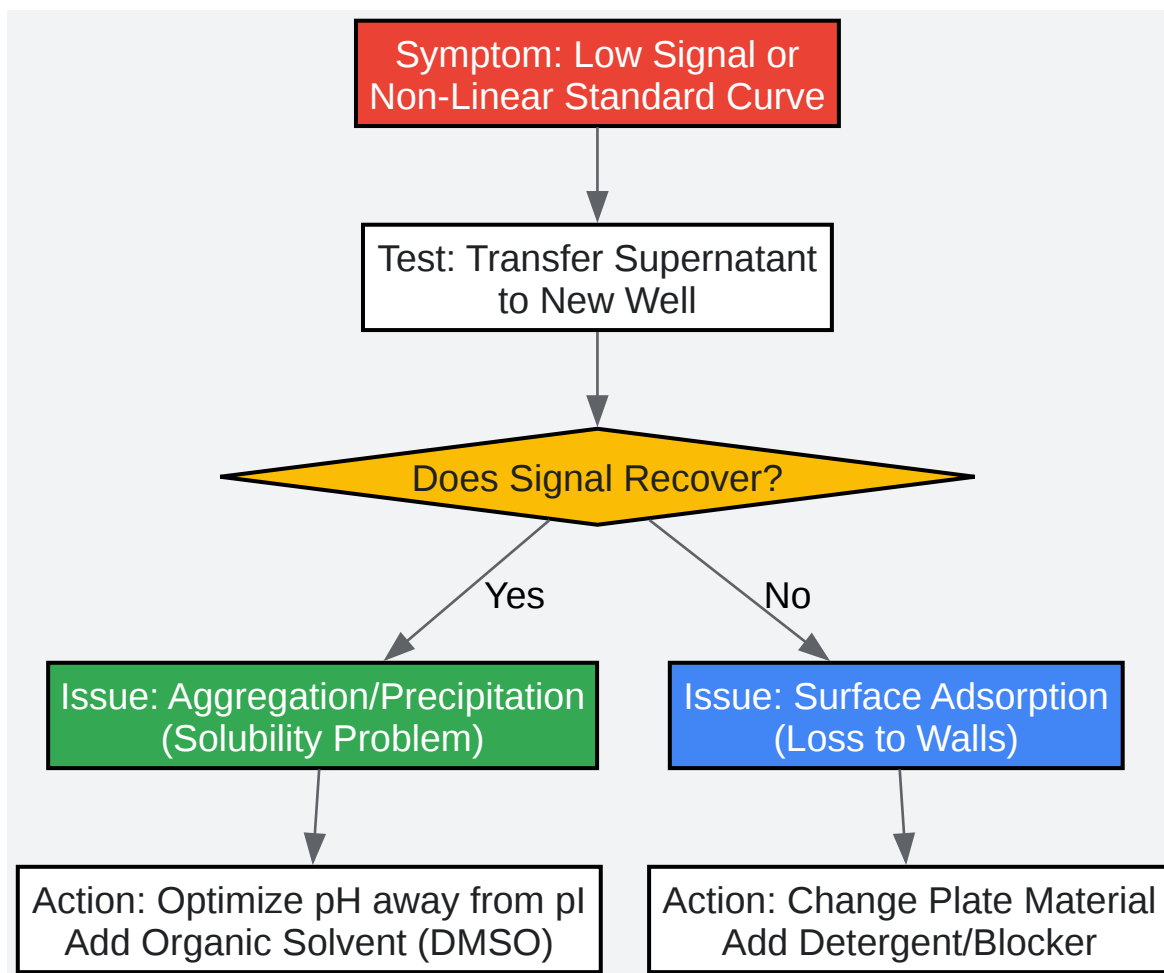 Symptom: Low Signal or
Non-Linear Standard Curve
Test: Transfer Supernatant
to New Well
Does Signal Recover?
Yes
No
Issue: Aggregation/Precipitation
(Solubility Problem)
Issue: Surface Adsorption
(Loss to Walls)
Action: Optimize pH away from pI
Add Organic Solvent (DMSO)
Action: Change Plate Material
Add Detergent/Blocker